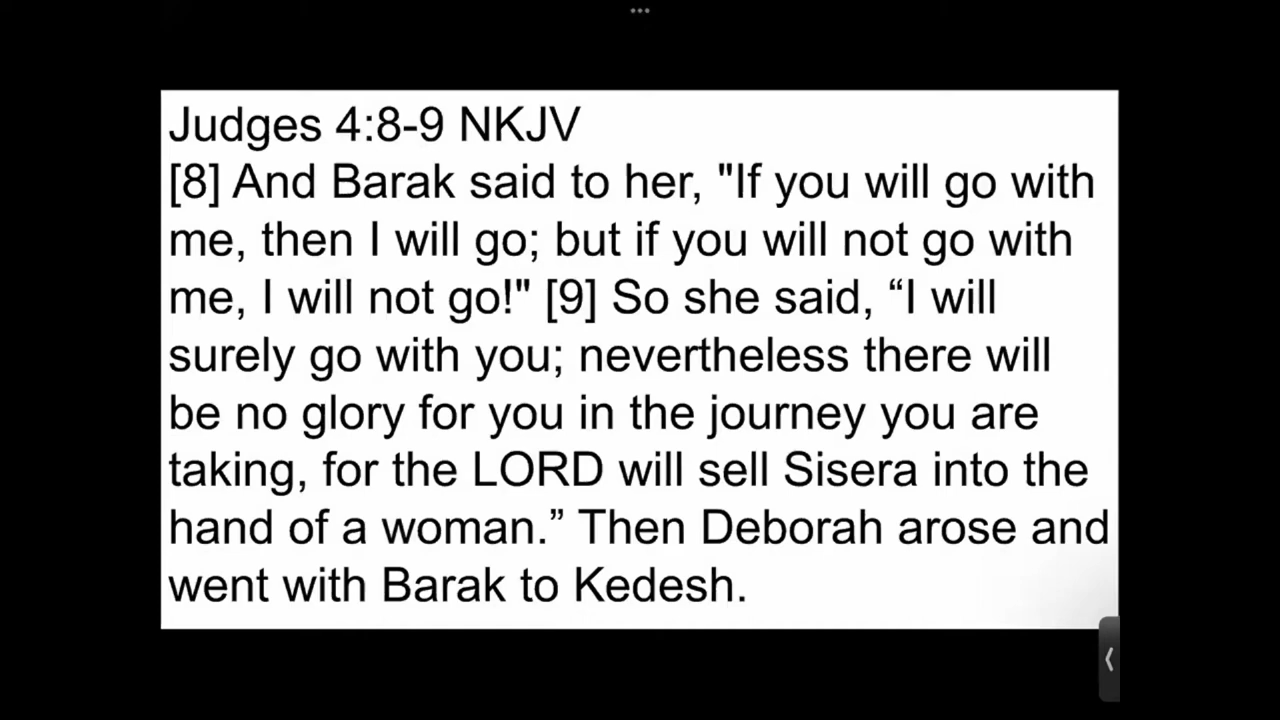 Judges 4:8-9 NKJV
[8] And Barak said to her, "If you will go with
me, then I will go; but if you will not go with
me, I will not go!" [9] So she said, “I will
surely go with you; nevertheless there will
be no glory for you in the journey you are
taking, for the LORD will sell Sisera into the
hand of a woman.” Then Deborah arose and
went with Barak to Kedesh.